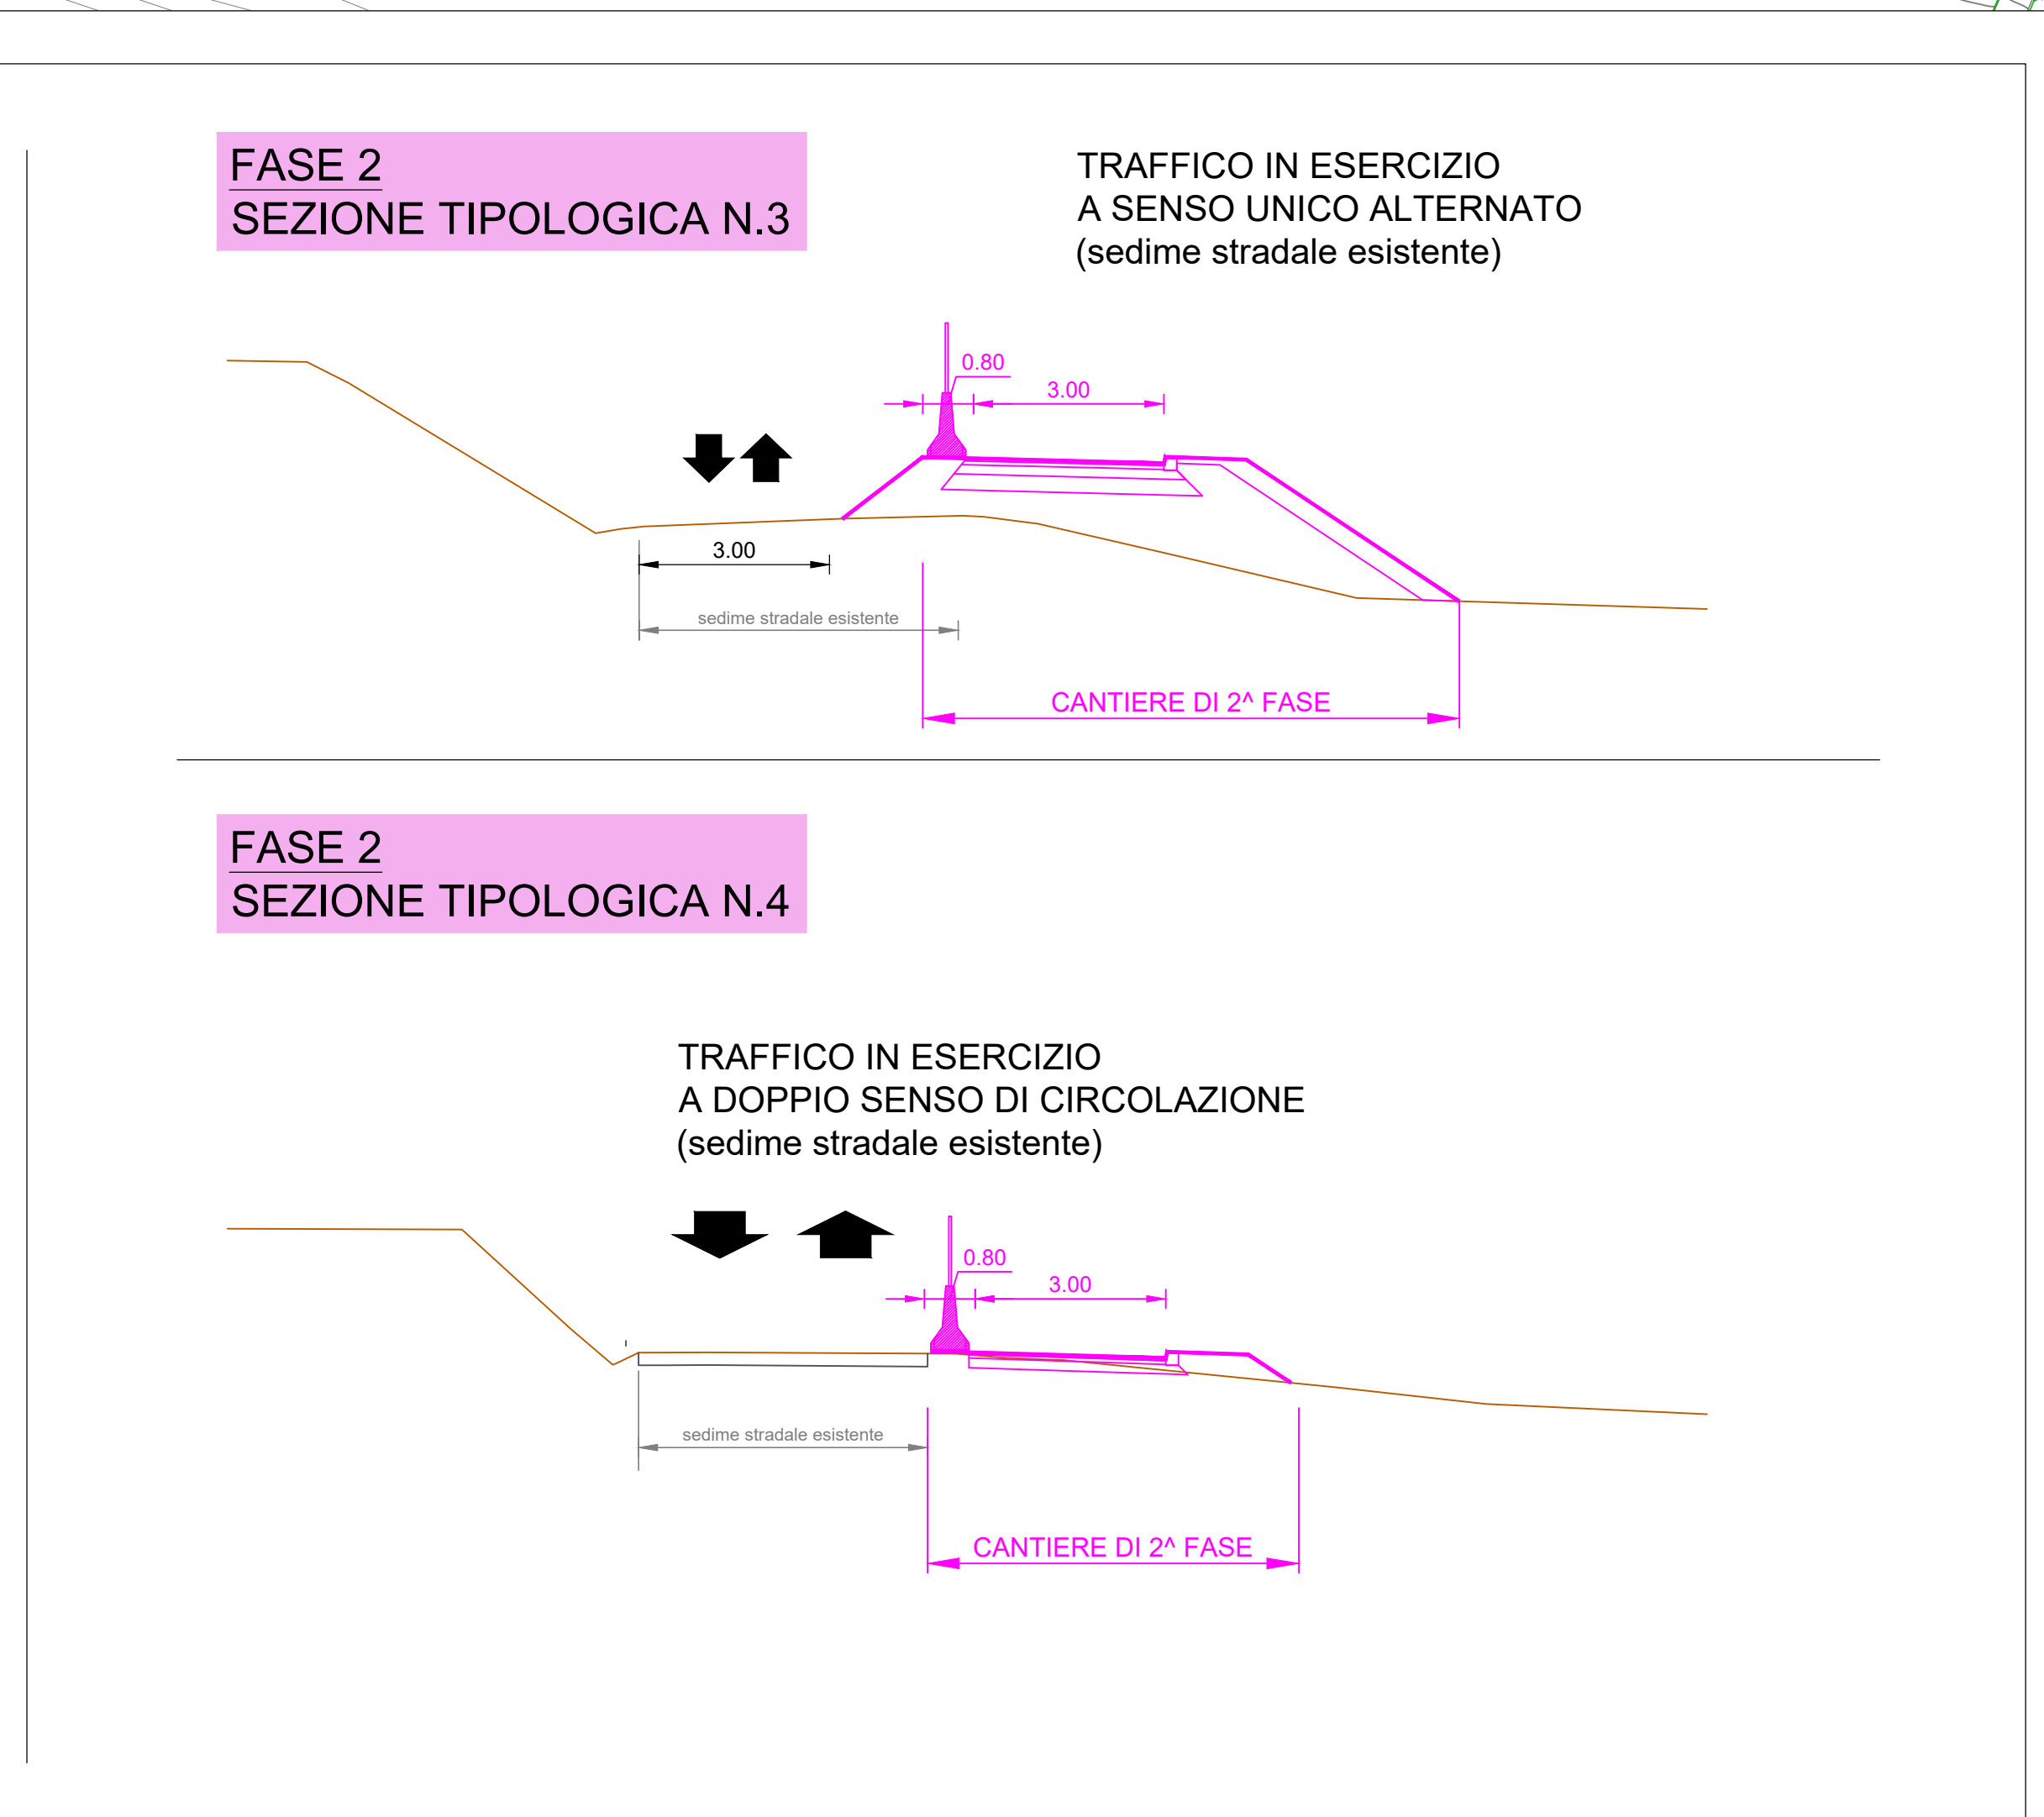 FASE 2
SEZIONE TIPOLOGICA N.3
TRAFFICO IN ESERCIZIO
A SENSO UNICO ALTERNATO
(sedime stradale esistente)
0.80
3.00
3.00
sedime stradale esistente
CANTIERE DI 2^ FASE
FASE 2
SEZIONE TIPOLOGICA N.4
TRAFFICO IN ESERCIZIO
A DOPPIO SENSO DI CIRCOLAZIONE
(sedime stradale esistente)
0.80
3.00
sedime stradale esistente
CANTIERE DI 2^ FASE